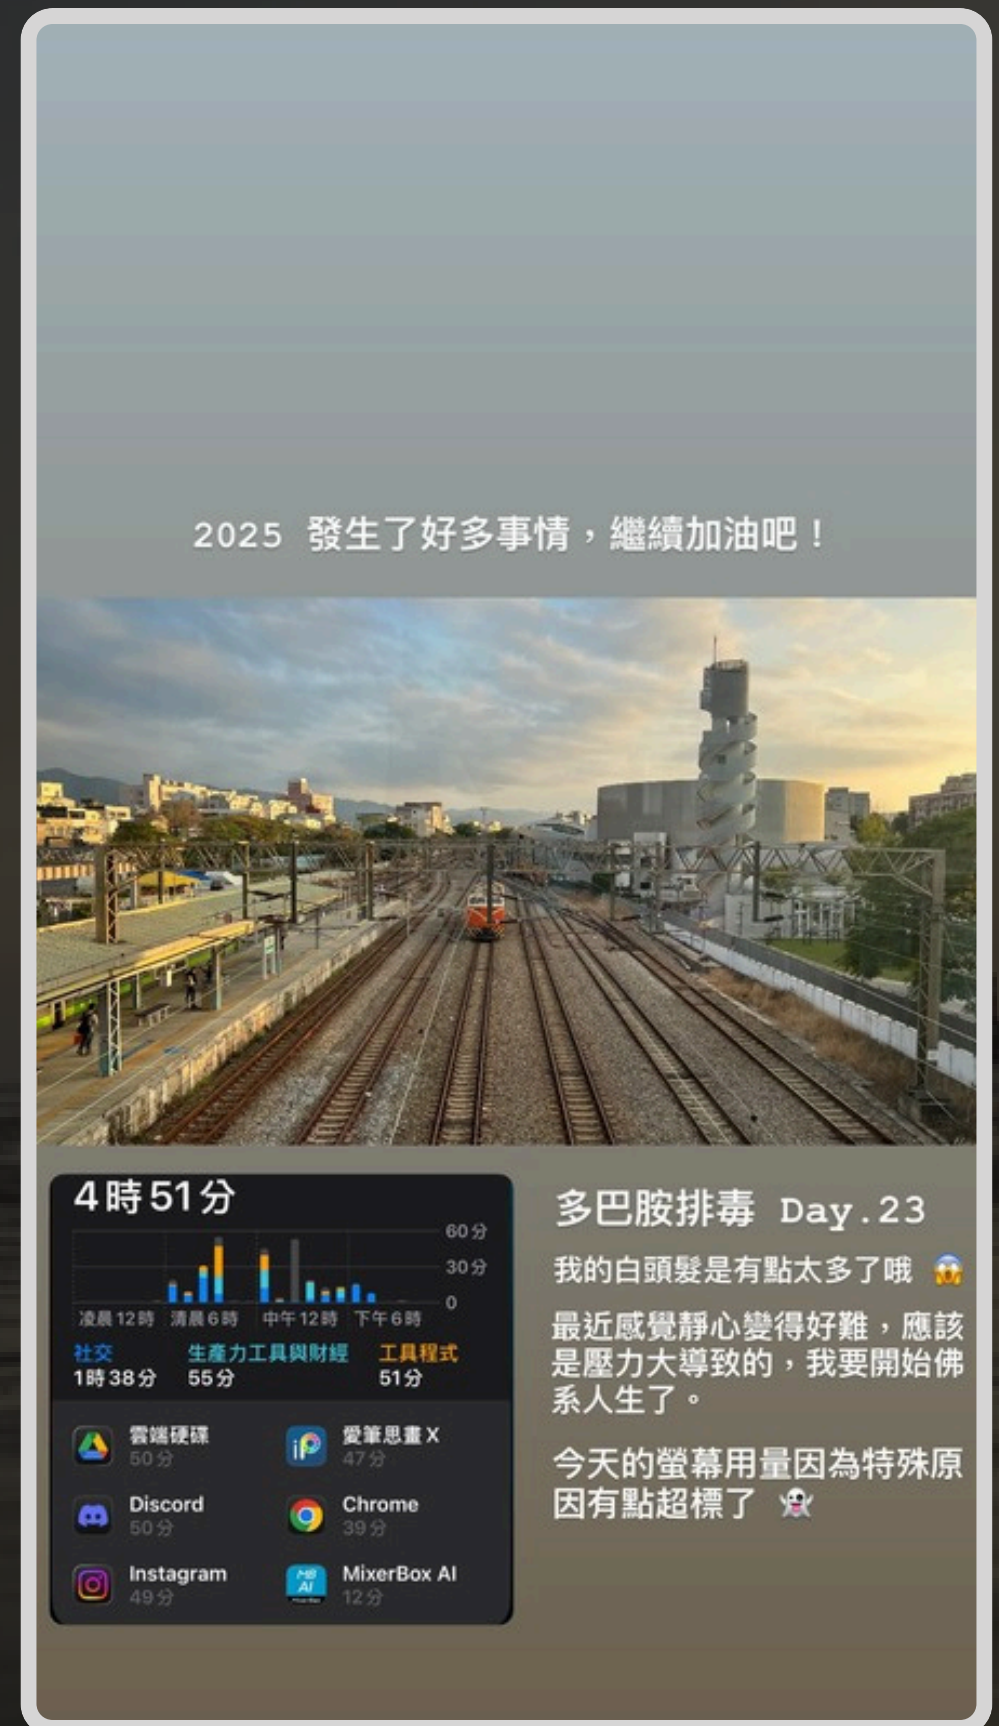 2025 發生了好多事情，繼續加油吧！
4時51分
60分
30分
0
凌晨12時 清晨6時 中午12時 下午6時
社交 生產力工具與財經 工具程式
1時38分 55分 51分
雲端硬碟 愛筆思畫X
50分 47分
Discord Chrome
50分 39分
Instagram MixerBox AI
49分 12分
MB
AI
多巴胺排毒 Day.23
我的白頭髮是有點太多了哦 😱
最近感覺靜心變得好難，應該
是壓力大導致的，我要開始佛
系人生了。
今天的螢幕用量因為特殊原
因有點超標了 👻